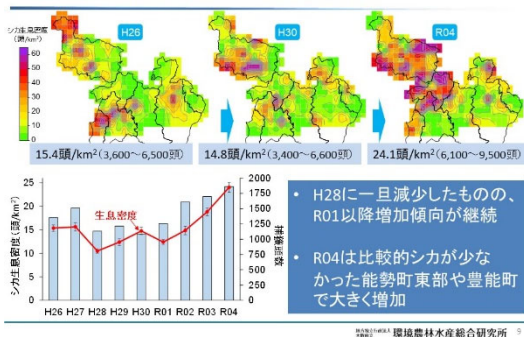 シカ生息密度
(頭/km²)
H26
H30
R04
60
50
40
30
20
10
0
15.4頭/km²(3,600～6,500頭)
14.8頭/km²(3,400～6,600頭)
24.1頭/km²(6,100～9,500頭)
シカ生息密度(頭/km²)
25
20
15
10
5
0
生息密度
2000
1750
1500
1250
1000
750
500
250
0
捕獲頭数
H26 H27 H28 H29 H30 R01 R02 R03 R04
• H28に一旦減少したものの、
R01以降増加傾向が継続
• R04は比較的シカが少な
かった能勢町東部や豊能町
で大きく増加
環境農林水産総合研究所 9